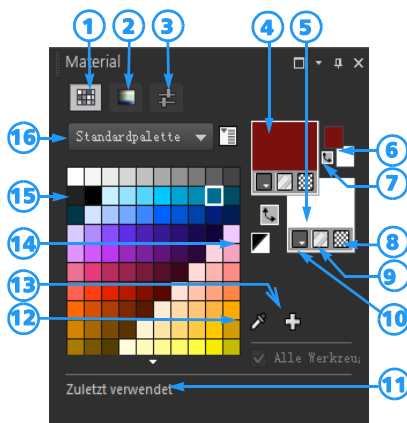 1 2 3 4 5
Material
16 Standardpalette
6
7
15
14
8
9
13
10
12
Alle Werkzeu;
Zuletzt verwendet 11